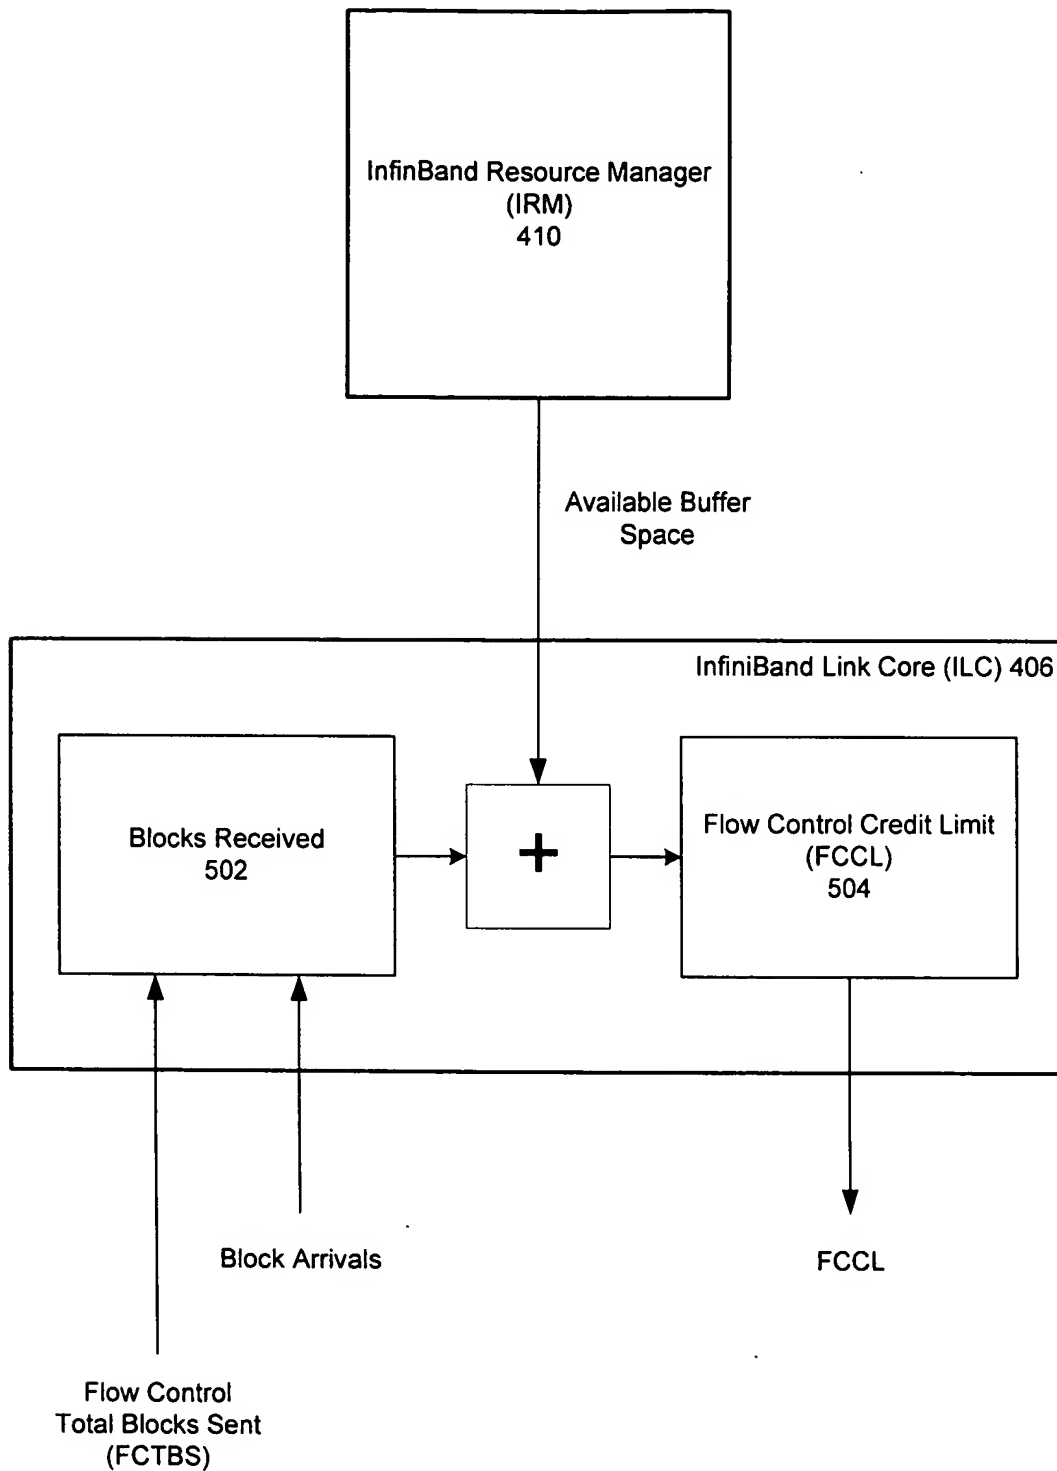 InfinBand Resource Manager
(IRM)
410
Available Buffer
Space
InfiniBand Link Core (ILC) 406
Blocks Received
502
+
Flow Control Credit Limit
(FCCL)
504
Block Arrivals
FCCL
Flow Control
Total Blocks Sent
(FCTBS)